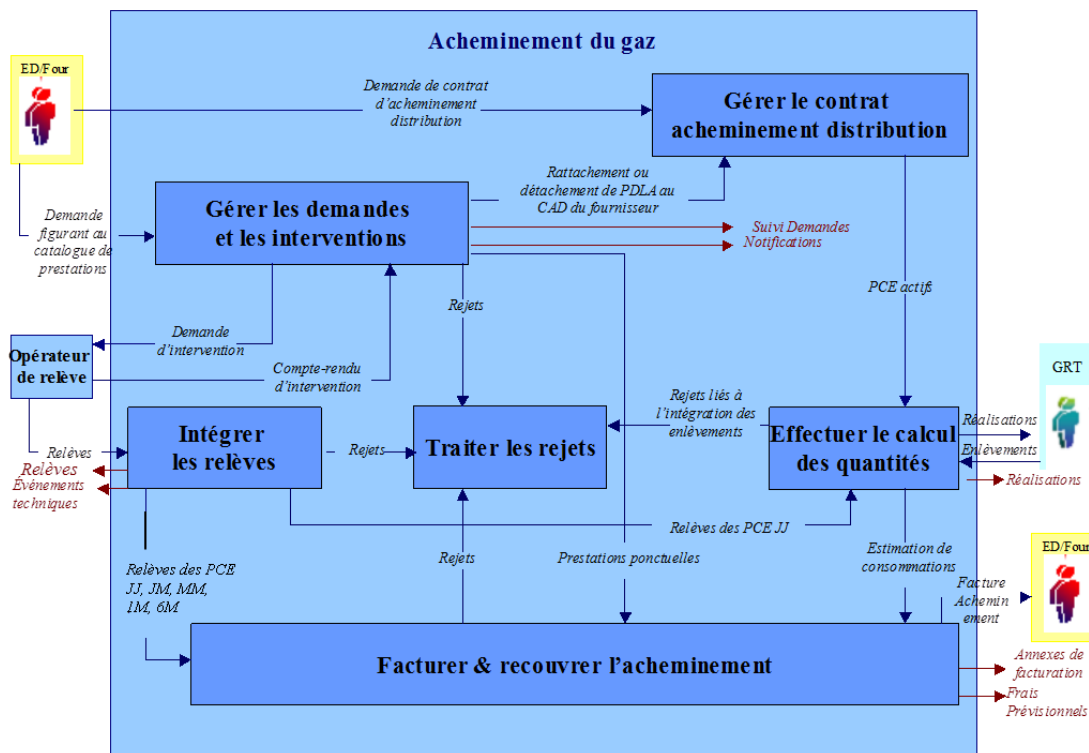 Acheminement du gaz
ED/Four
Demande de contrat
d'acheminement
distribution
Gérer le contrat
acheminement distribution
Rattachement ou
détachement de PDLA au
CAD du fournisseur
Gérer les demandes
et les interventions
Demande
figurant au
catalogue de
prestations
Suivi Demandes
Notifications
PCE actifs
Rejets
Demande
d'intervention
Opérateur
de relève
Compte-rendu
d'intervention
GRT
Rejets liés à
l'intégration des
enlèvements
Intégrer
les relèves
Traiter les rejets
Effectuer le calcul
des quantités
Réalisations
Enlèvements
Relèves
Rejets
Relèves
Événements
techniques
Réalisations
Relèves des PCE JJ
ED/Four
Relèves des PCE
JJ, JM, MM,
1M, 6M
Rejets
Prestations ponctuelles
Estimation de
consommations
Facture
Achemin
ement
Facturer & recouvrer l'acheminement
Annexes de
facturation
Frais
Prévisionnels